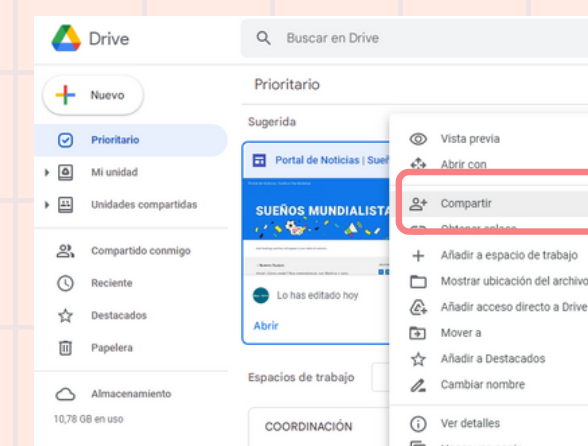 Drive
Buscar en Drive
Nuevo
Prioritario
Mi unidad
Unidades compartidas
Compartido conmigo
Reciente
Destacados
Papelera
Almacenamiento
10,78 GB en uso
Prioritario
Sugerida
Portal de Noticias | Sueñ
SUEÑOS MUNDIALISTA
Lo has editado hoy
Abrir
Espacios de trabajo
COORDINACIÓN
Vista previa
Abrir con
Compartir
Obtener enlace
Añadir a espacio de trabajo
Mostrar ubicación del archivo
Añadir acceso directo a Drive
Mover a
Añadir a Destacados
Cambiar nombre
Ver detalles